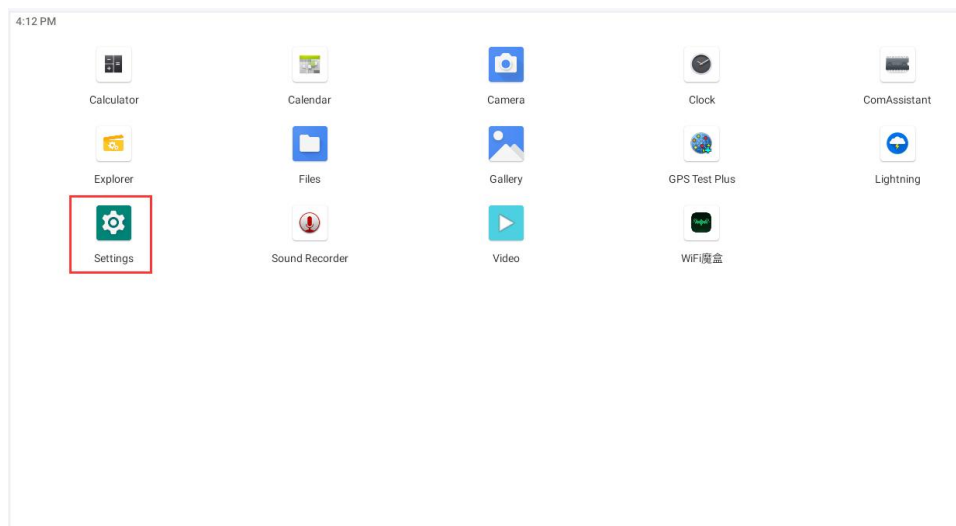 4:12 PM
Calculator
Calendar
Camera
Clock
ComAssistant
Explorer
Files
Gallery
GPS Test Plus
Lightning
Settings
Sound Recorder
Video
WiFi魔盒